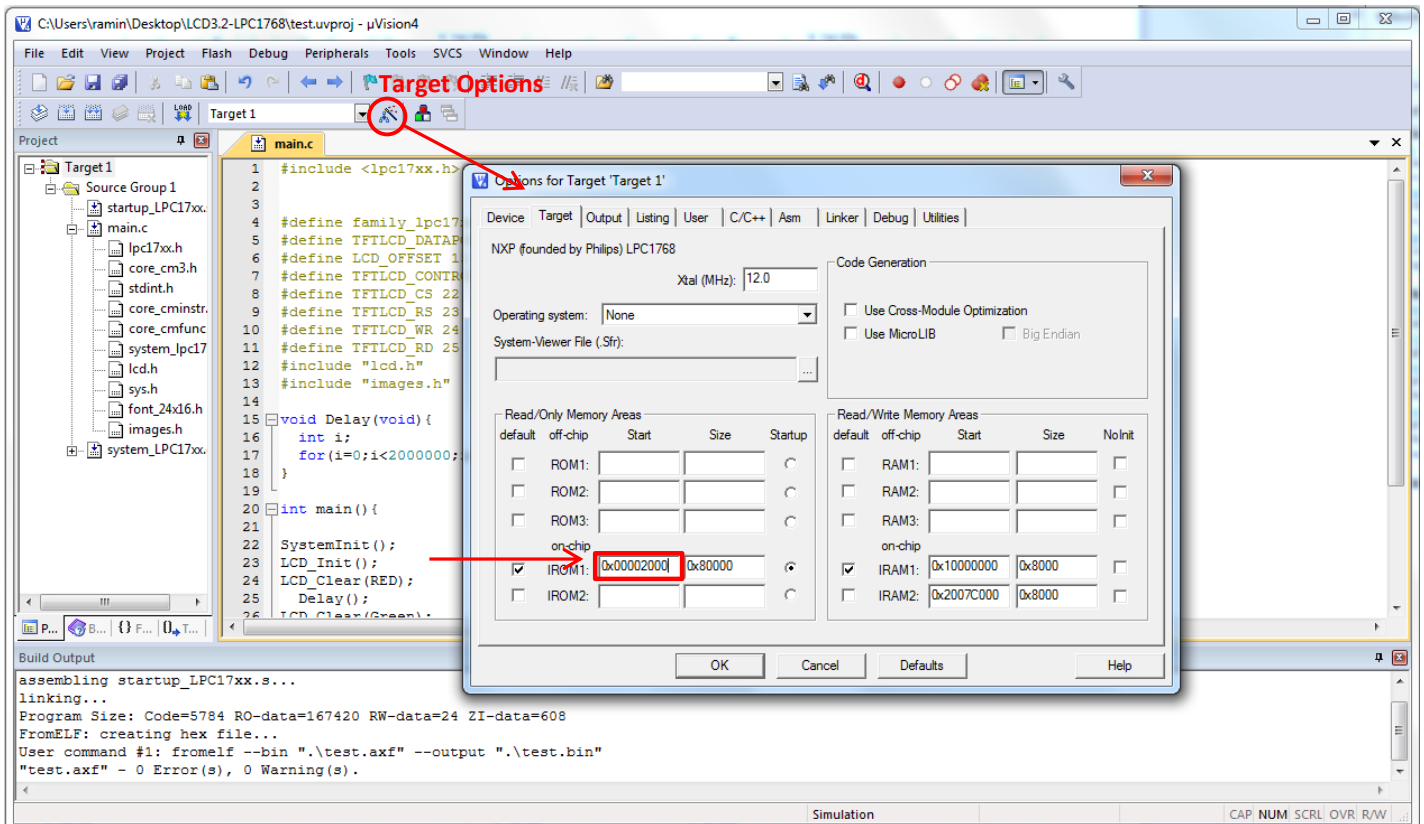 C:\Users\ramin\Desktop\LCD3.2-LPC1768\test.uvproj - µVision4
File Edit View Project Flash Debug Peripherals Tools SVCS Window Help
Target Options
LOAD Target 1
Project
Target 1
Source Group 1
startup_LPC17xx.
main.c
lpc17xx.h
core_cm3.h
stdint.h
core_cminstr.
core_cmfunc
system_lpc17
lcd.h
sys.h
font_24x16.h
images.h
system_LPC17xx.
P... B... {} F... 0 T...
main.c
1 #include <lpc17xx.h>
2
3
4 #define family_lpc17
5 #define TFTLCD_DATAP
6 #define LCD_OFFSET 1
7 #define TFTLCD_CONTR
8 #define TFTLCD_CS 22
9 #define TFTLCD_RS 23
10 #define TFTLCD_WR 24
11 #define TFTLCD_RD 25
12 #include "lcd.h"
13 #include "images.h"
14
15 void Delay(void){
16 int i;
17 for(i=0;i<2000000;
18 }
19
20 int main(){
21
22 SystemInit();
23 LCD_Init();
24 LCD_Clear(RED);
25 Delay();
26 LCD_Clear(Green);
Options for Target 'Target 1'
Device Target Output Listing User C/C++ Asm Linker Debug Utilities
NXP (founded by Philips) LPC1768
Xtal (MHz): 12.0
Operating system: None
System-Viewer File (.Sfr):
...
Code Generation
Use Cross-Module Optimization
Use MicroLIB Big Endian
Read/Only Memory Areas
default off-chip Start Size Startup
ROM1:
ROM2:
ROM3:
on-chip
IROM1: 0x00002000 0x80000
IROM2:
Read/Write Memory Areas
default off-chip Start Size NoInit
RAM1:
RAM2:
RAM3:
on-chip
IRAM1: 0x10000000 0x8000
IRAM2: 0x2007C000 0x8000
OK Cancel Defaults Help
Build Output
assembling startup_LPC17xx.s...
linking...
Program Size: Code=5784 RO-data=167420 RW-data=24 ZI-data=608
FromELF: creating hex file...
User command #1: fromelf --bin ".\test.axf" --output ".\test.bin"
"test.axf" - 0 Error(s), 0 Warning(s).
Simulation CAP NUM SCRL OVR R/W